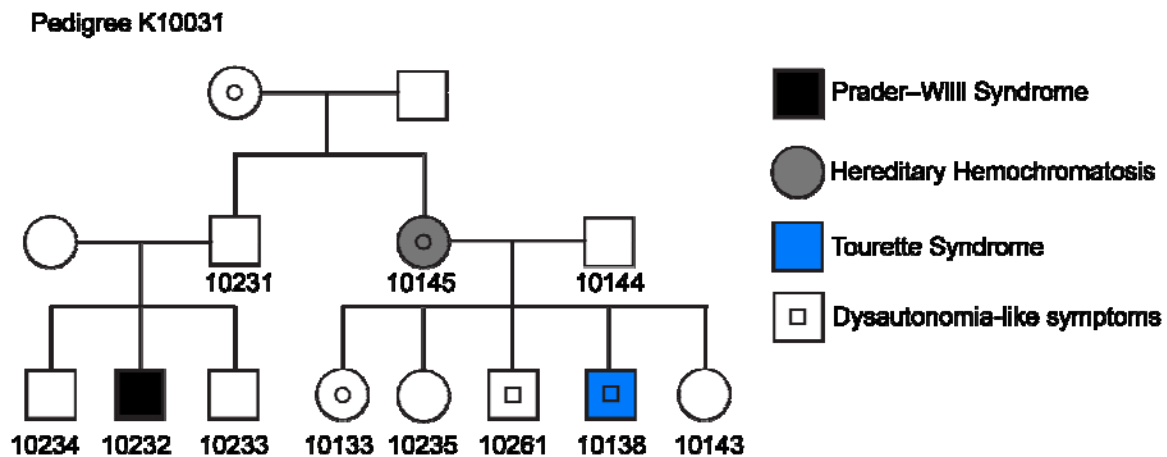 Pedigree K10031
Prader–Willi Syndrome
Hereditary Hemochromatosis
10231 10145 10144
Tourette Syndrome
Dysautonomia-like symptoms
10234 10232 10233 10133 10235 10261 10138 10143